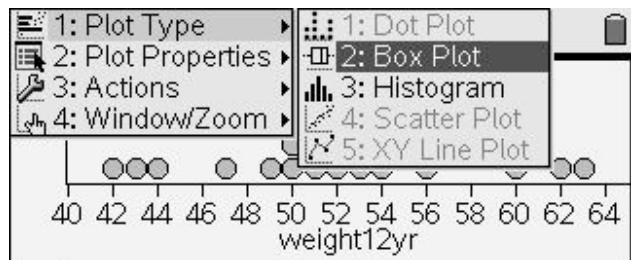 1: Plot Type
2: Plot Properties
3: Actions
4: Window/Zoom
1: Dot Plot
2: Box Plot
3: Histogram
4: Scatter Plot
5: XY Line Plot
40 42 44 46 48 50 52 54 56 58 60 62 64
weight12yr